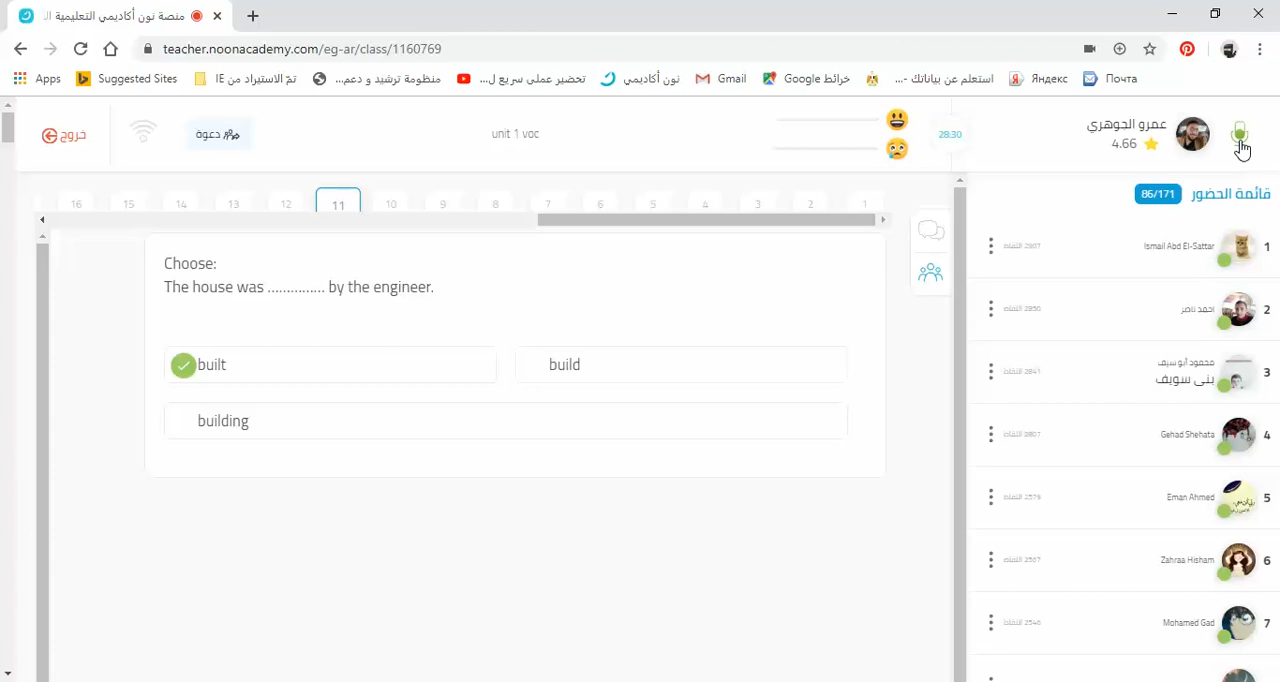 منصة نون أكاديمي التعليمية ال
teacher.noonacademy.com/eg-ar/class/1160769
Apps
Suggested Sites
تمّ الاستيراد من IE
منظومة ترشيد و دعم...
تحضير عملى سريع ل...
نون أكاديمي
Gmail
خرائط Google
استعلم عن بياناتك -...
Яндекс
Почта
خروج
دعوة
unit 1 voc
28:30
عمرو الجوهري
4.66
16 15 14 13 12 11 10 9 8 7 6 5 4 3 2 1
قائمة الحضور
86/171
Choose:
The house was …………… by the engineer.
built
build
building
1
Ismail Abd El-Sattar
2
احمد ناصر
3
محمود أبو سيف
بنى سويف
4
Gehad Shehata
5
Eman Ahmed
6
Zahraa Hisham
7
Mohamed Gad